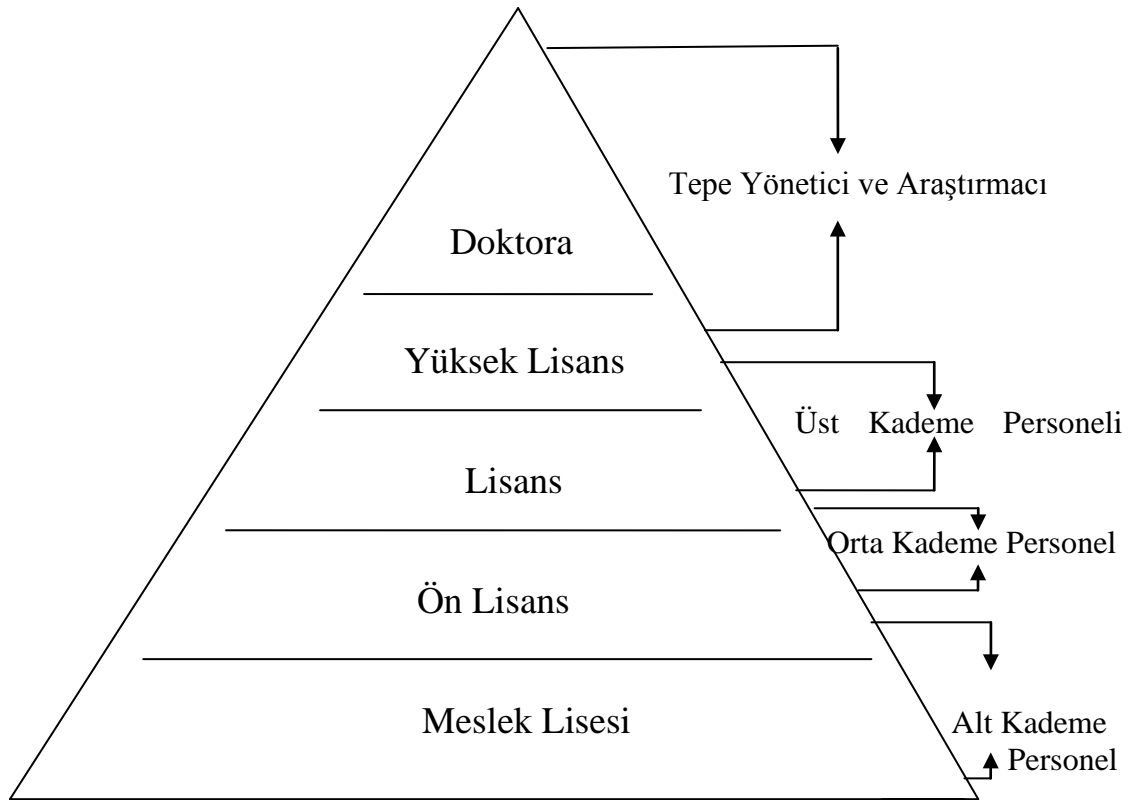 Tepe Yönetici ve Araştırmacı
Doktora
Yüksek Lisans
Üst Kademe Personeli
Lisans
Orta Kademe Personel
Ön Lisans
Meslek Lisesi
Alt Kademe
Personel